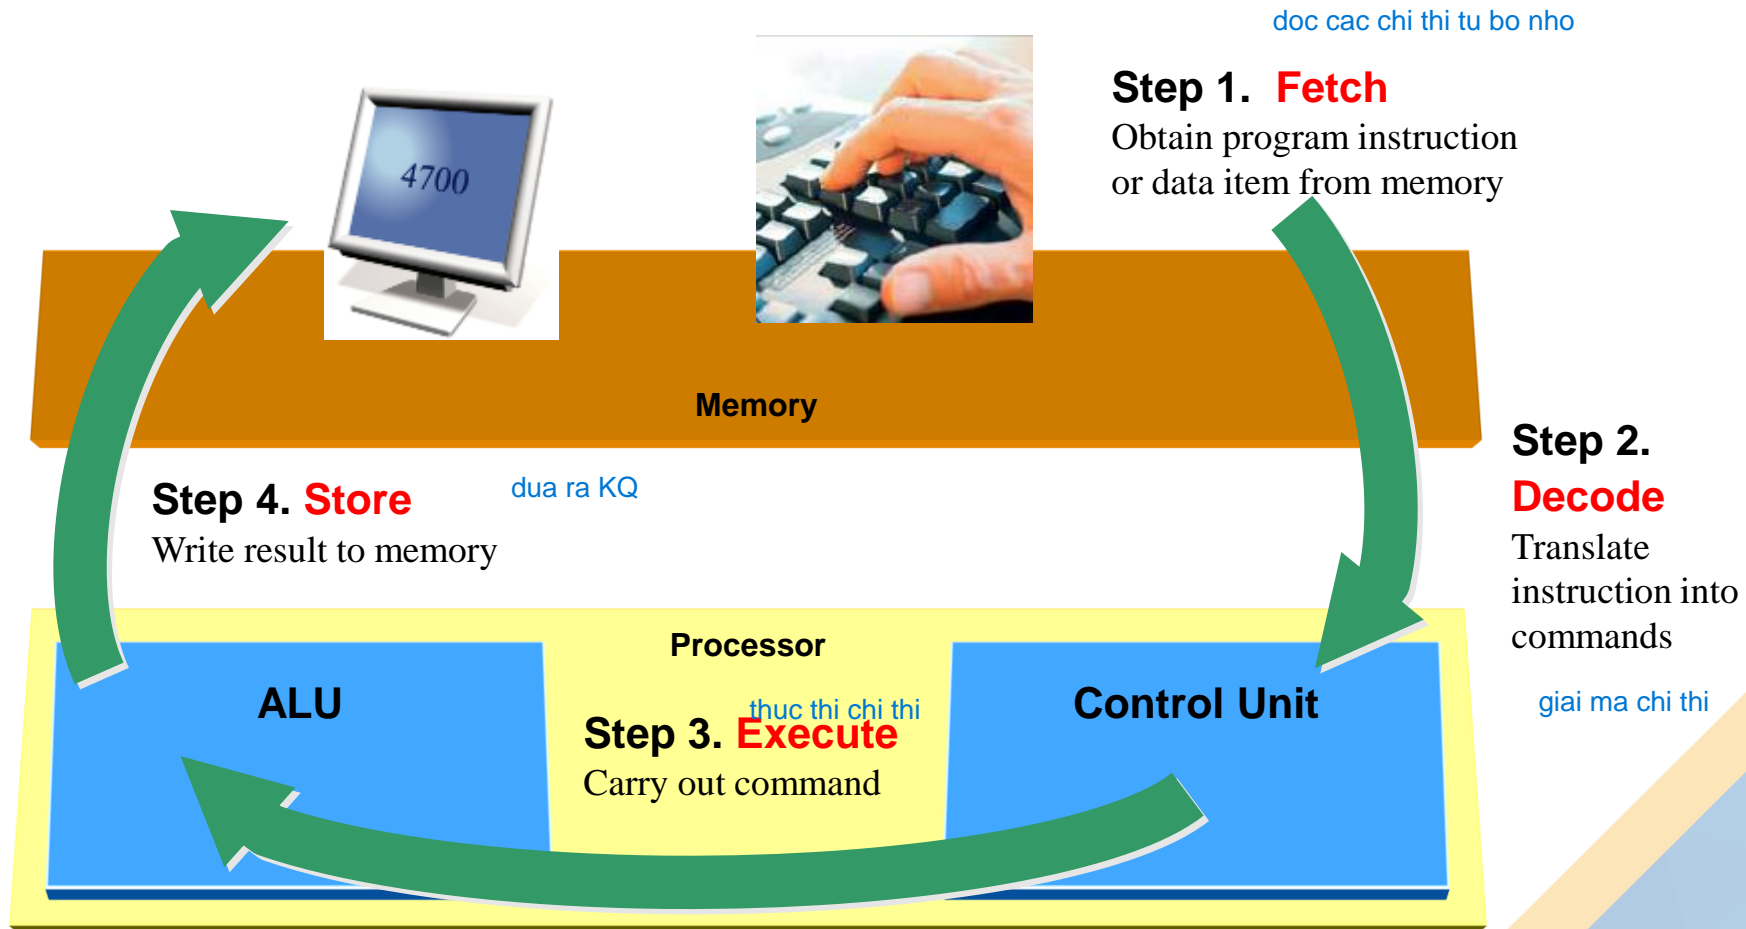 doc cac chi thi tu bo nho
Step 1. Fetch
Obtain program instruction
or data item from memory
4700
Memory
Step 2.
Decode
Translate
instruction into
commands
giai ma chi thi
Step 4. Store
dua ra KQ
Write result to memory
Processor
ALU
Control Unit
thuc thi chi thi
Step 3. Execute
Carry out command